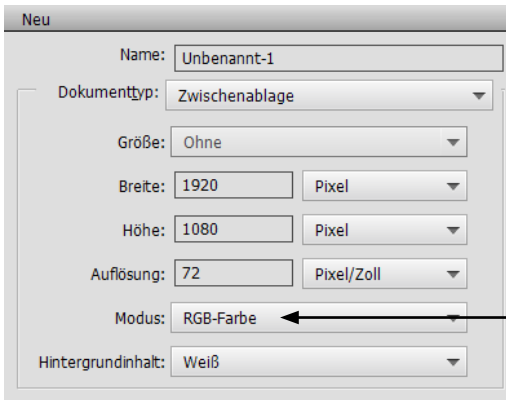 Neu
Name: Unbenannt-1
Dokumenttyp: Zwischenablage
Größe: Ohne
Breite: 1920 Pixel
Höhe: 1080 Pixel
Auflösung: 72 Pixel/Zoll
Modus: RGB-Farbe
Hintergrundinhalt: Weiß